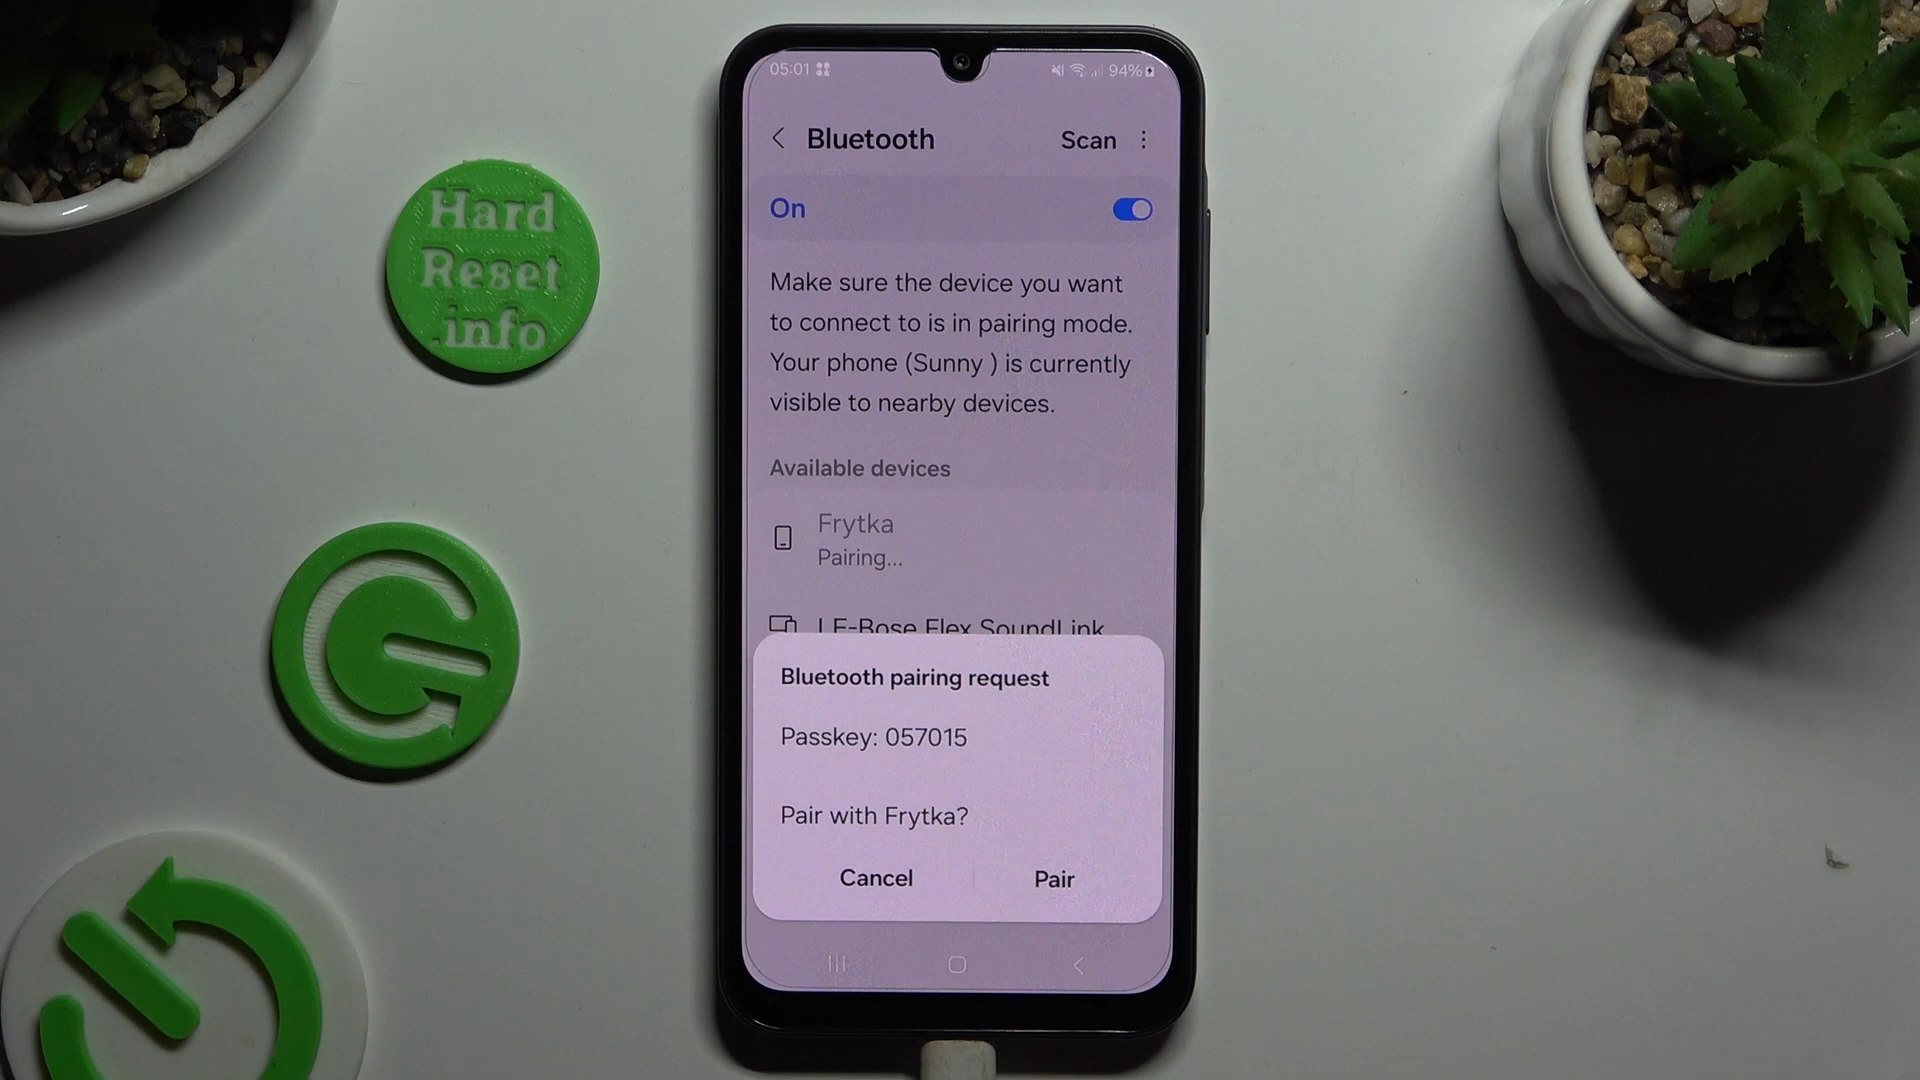 Hard
Reset
.info
05:01 94%
Bluetooth Scan
On
Make sure the device you want
to connect to is in pairing mode.
Your phone (Sunny ) is currently
visible to nearby devices.
Available devices
Frytka
Pairing...
LE-Bose Flex SoundLink
Bluetooth pairing request
Passkey: 057015
Pair with Frytka?
Cancel Pair